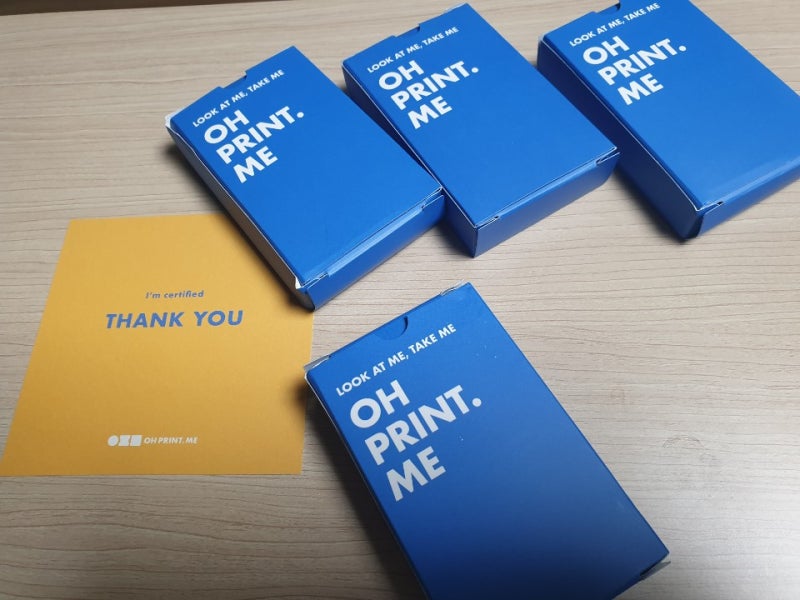 LOOK AT ME, TAKE ME
OH
PRINT.
ME
LOOK AT ME, TAKE ME
OH
PRINT.
ME
LOOK AT ME, TAKE ME
OH
PRINT.
ME
I'm certified
THANK YOU
OH PRINT. ME
LOOK AT ME, TAKE ME
OH
PRINT.
ME